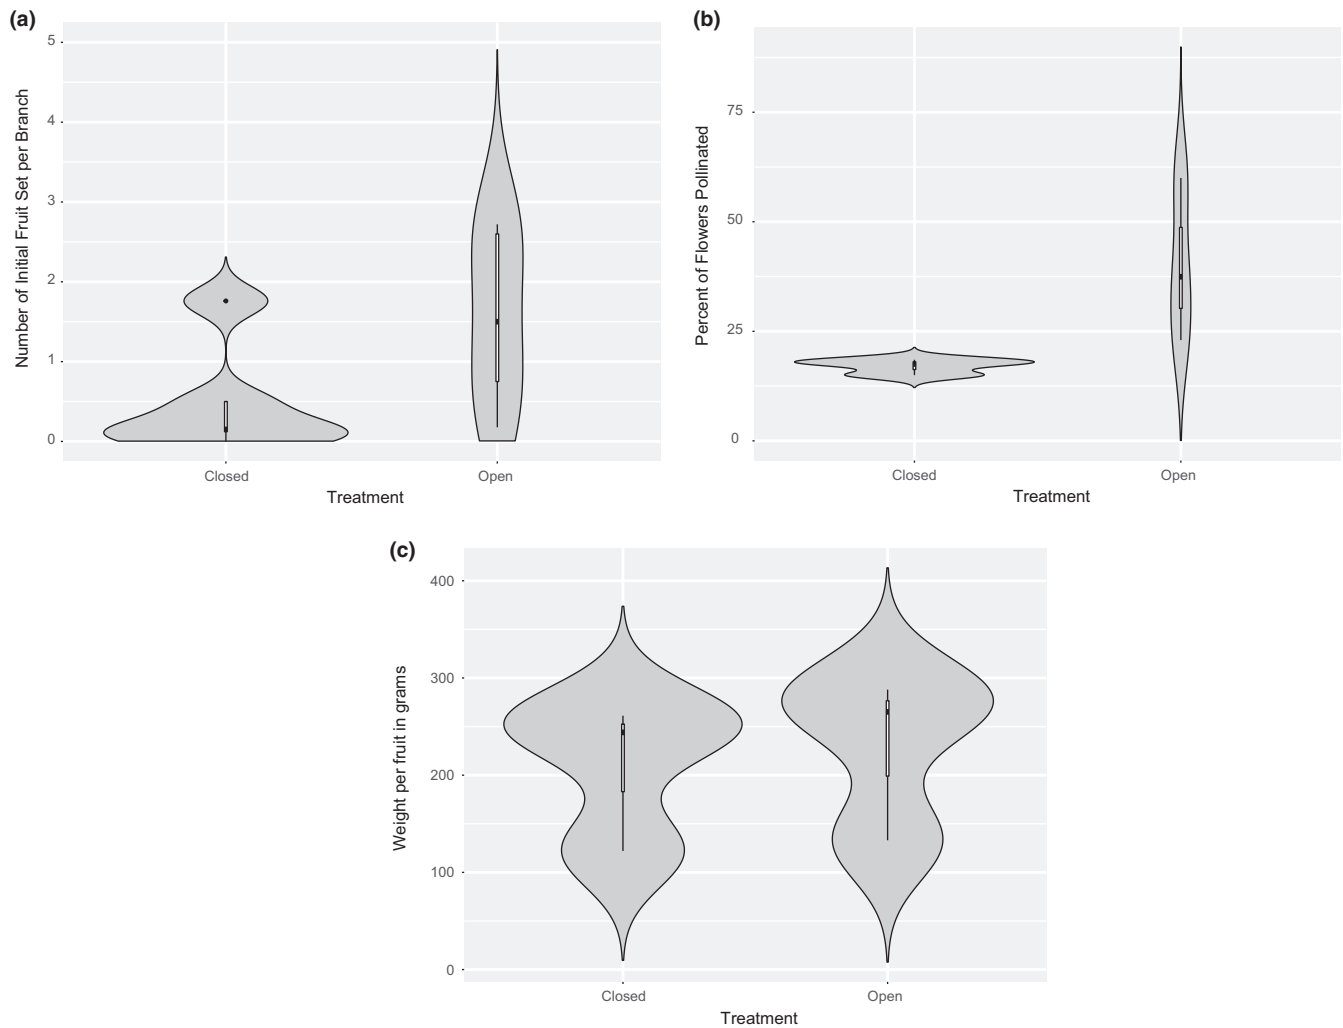 (a)
Number of Initial Fruit Set per Branch
5
4
3
2
1
0
Closed
Open
Treatment
(b)
Percent of Flowers Pollinated
75
50
25
0
Closed
Open
Treatment
(c)
Weight per fruit in grams
400
300
200
100
0
Closed
Open
Treatment